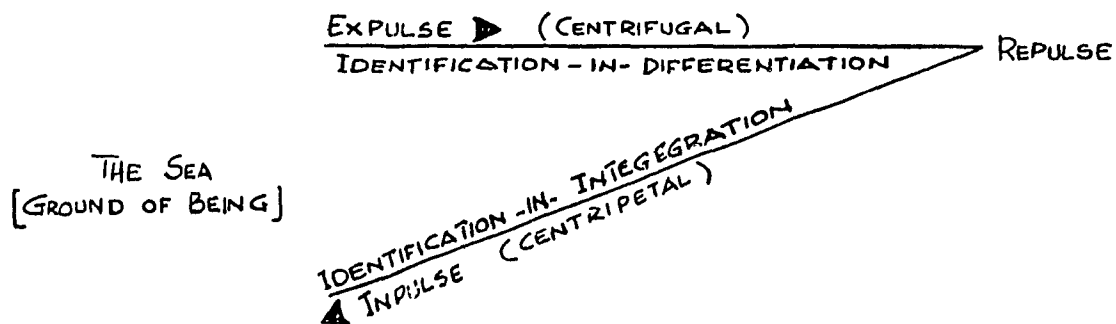 EXPULSE ▶ (CENTRIFUGAL)
IDENTIFICATION-IN-DIFFERENTIATION
REPULSE
THE SEA
[GROUND OF BEING]
IDENTIFICATION-IN-INTEGEGRATION
INPULSE (CENTRIPETAL)